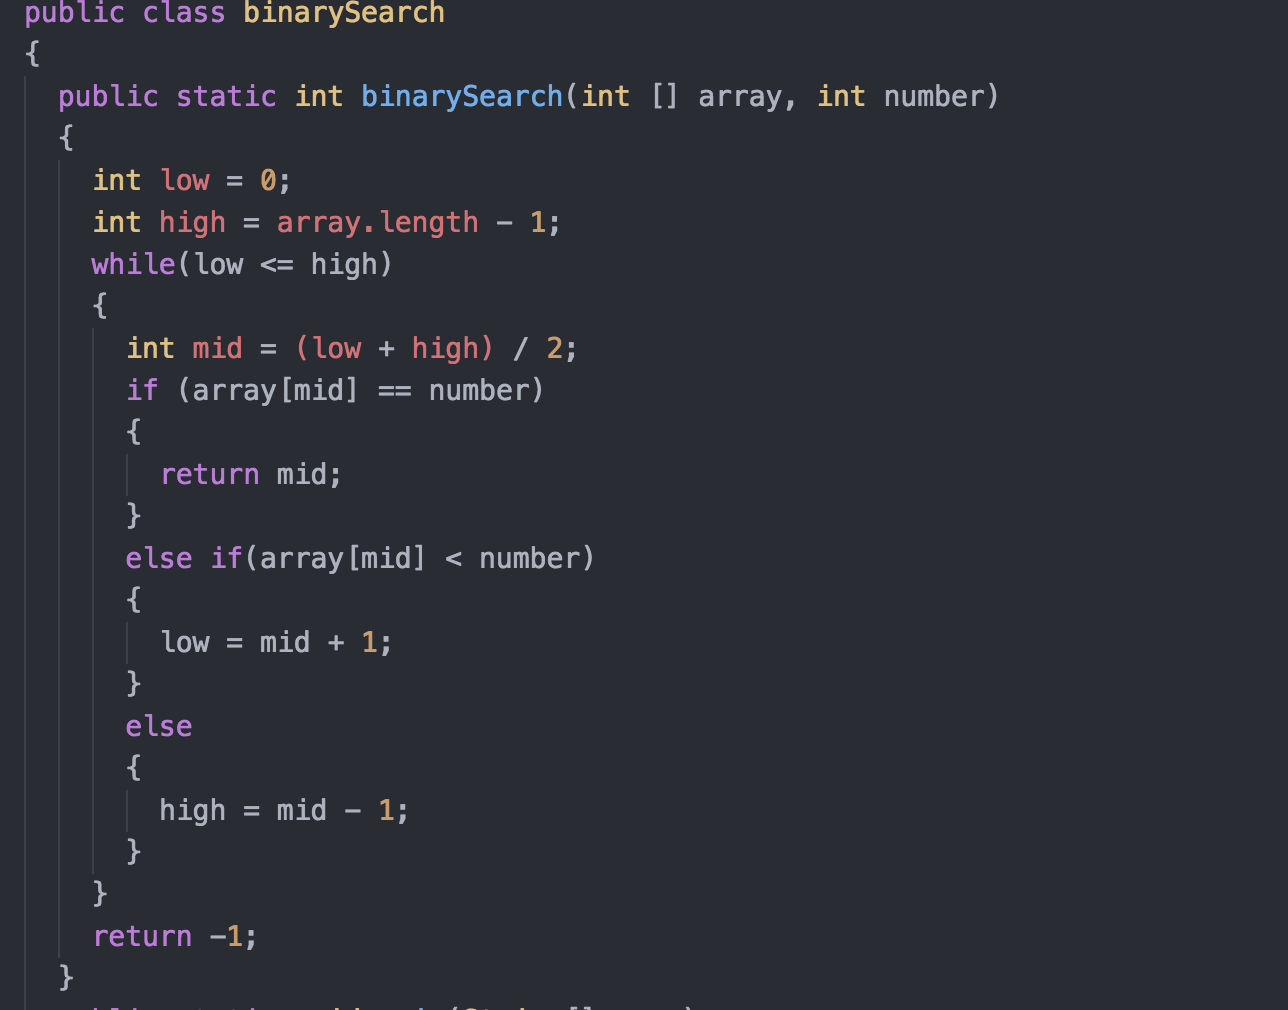 public class binarySearch
{
public static int binarySearch(int [] array, int number)
{
int low = 0;
int high = array.length - 1;
while(low <= high)
{
int mid = (low + high) / 2;
if (array[mid] == number)
{
return mid;
}
else if(array[mid] < number)
{
low = mid + 1;
}
else
{
high = mid - 1;
}
}
return -1;
}